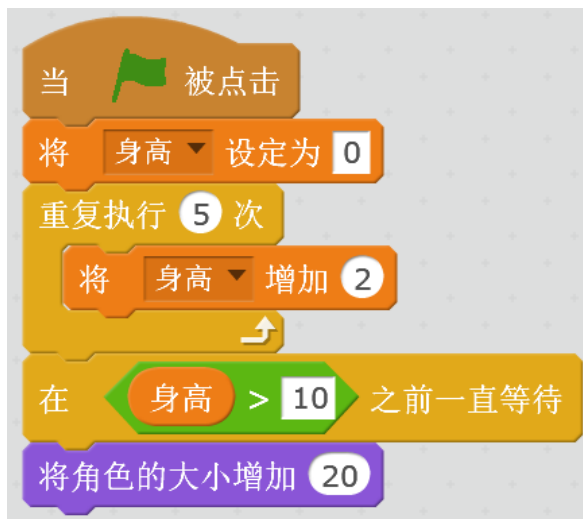 当 被点击
将 身高 设定为 0
重复执行 5 次
将 身高 增加 2
在 身高 > 10 之前一直等待
将角色的大小增加 20